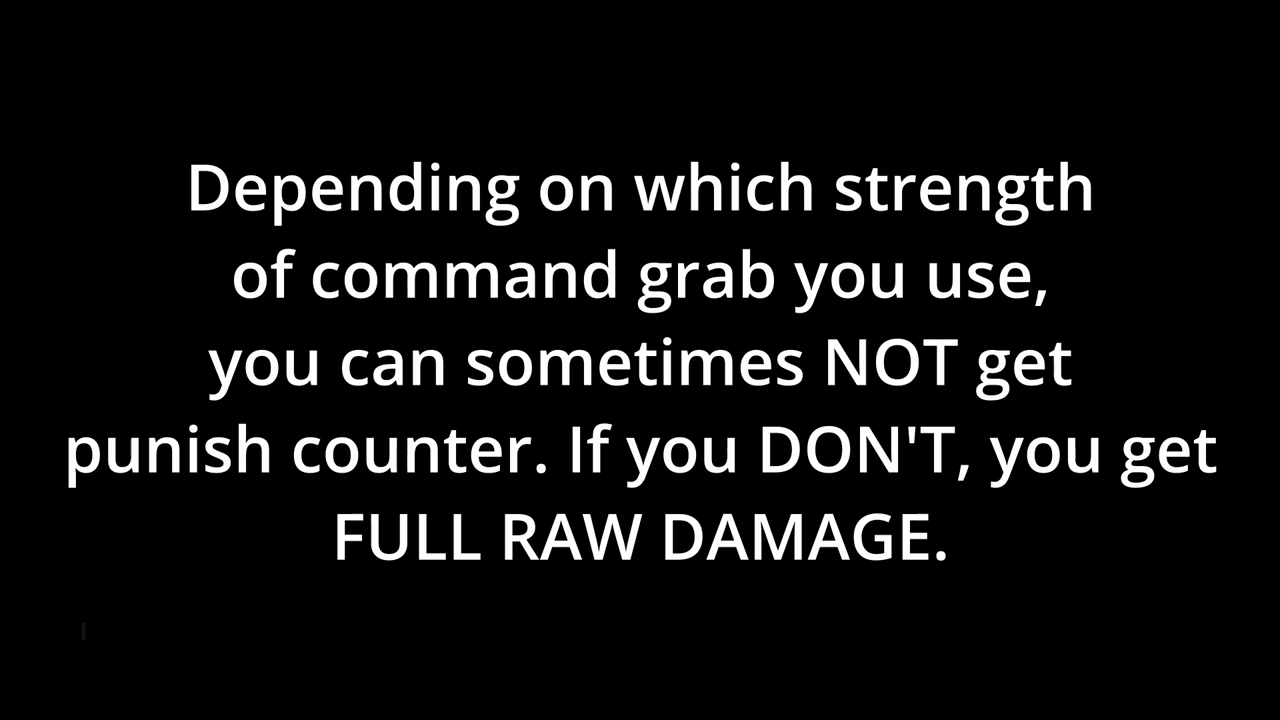 Depending on which strength
of command grab you use,
you can sometimes NOT get
punish counter. If you DON'T, you get
FULL RAW DAMAGE.